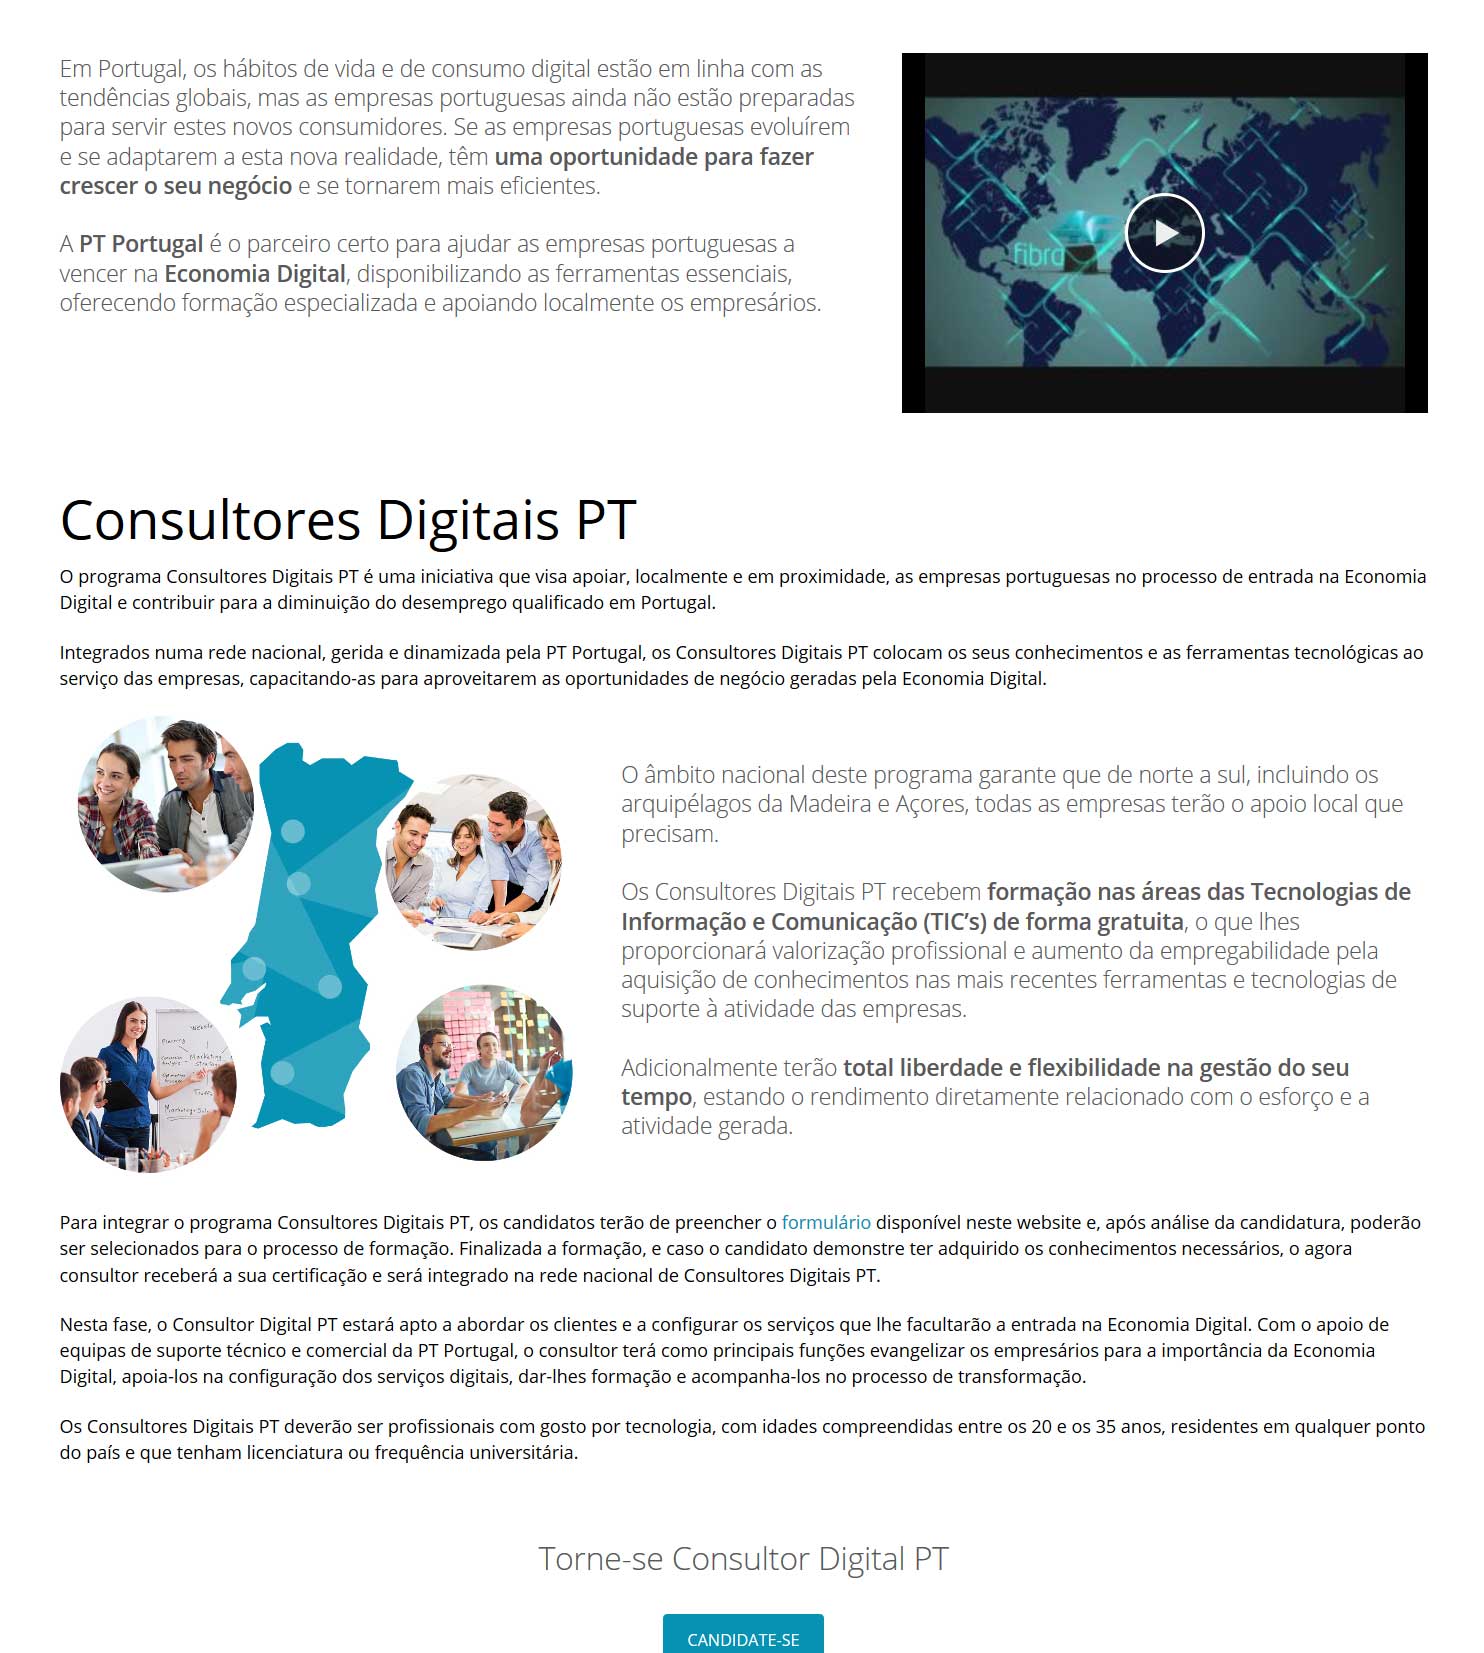 Em Portugal, os hábitos de vida e de consumo digital estão em linha com as
tendências globais, mas as empresas portuguesas ainda não estão preparadas
para servir estes novos consumidores. Se as empresas portuguesas evoluírem
e se adaptarem a esta nova realidade, têm uma oportunidade para fazer
crescer o seu negócio e se tornarem mais eficientes.
A PT Portugal é o parceiro certo para ajudar as empresas portuguesas a
vencer na Economia Digital, disponibilizando as ferramentas essenciais,
oferecendo formação especializada e apoiando localmente os empresários.
fibra
Consultores Digitais PT
O programa Consultores Digitais PT é uma iniciativa que visa apoiar, localmente e em proximidade, as empresas portuguesas no processo de entrada na Economia
Digital e contribuir para a diminuição do desemprego qualificado em Portugal.
Integrados numa rede nacional, gerida e dinamizada pela PT Portugal, os Consultores Digitais PT colocam os seus conhecimentos e as ferramentas tecnológicas ao
serviço das empresas, capacitando-as para aproveitarem as oportunidades de negócio geradas pela Economia Digital.
O âmbito nacional deste programa garante que de norte a sul, incluindo os
arquipélagos da Madeira e Açores, todas as empresas terão o apoio local que
precisam.
Os Consultores Digitais PT recebem formação nas áreas das Tecnologias de
Informação e Comunicação (TIC’s) de forma gratuita, o que lhes
proporcionará valorização profissional e aumento da empregabilidade pela
aquisição de conhecimentos nas mais recentes ferramentas e tecnologias de
suporte à atividade das empresas.
Adicionalmente terão total liberdade e flexibilidade na gestão do seu
tempo, estando o rendimento diretamente relacionado com o esforço e a
atividade gerada.
Website
Planning
Marketing
Para integrar o programa Consultores Digitais PT, os candidatos terão de preencher o formulário disponível neste website e, após análise da candidatura, poderão
ser selecionados para o processo de formação. Finalizada a formação, e caso o candidato demonstre ter adquirido os conhecimentos necessários, o agora
consultor receberá a sua certificação e será integrado na rede nacional de Consultores Digitais PT.
Nesta fase, o Consultor Digital PT estará apto a abordar os clientes e a configurar os serviços que lhe facultarão a entrada na Economia Digital. Com o apoio de
equipas de suporte técnico e comercial da PT Portugal, o consultor terá como principais funções evangelizar os empresários para a importância da Economia
Digital, apoia-los na configuração dos serviços digitais, dar-lhes formação e acompanha-los no processo de transformação.
Os Consultores Digitais PT deverão ser profissionais com gosto por tecnologia, com idades compreendidas entre os 20 e os 35 anos, residentes em qualquer ponto
do país e que tenham licenciatura ou frequência universitária.
Torne-se Consultor Digital PT
CANDIDATE-SE